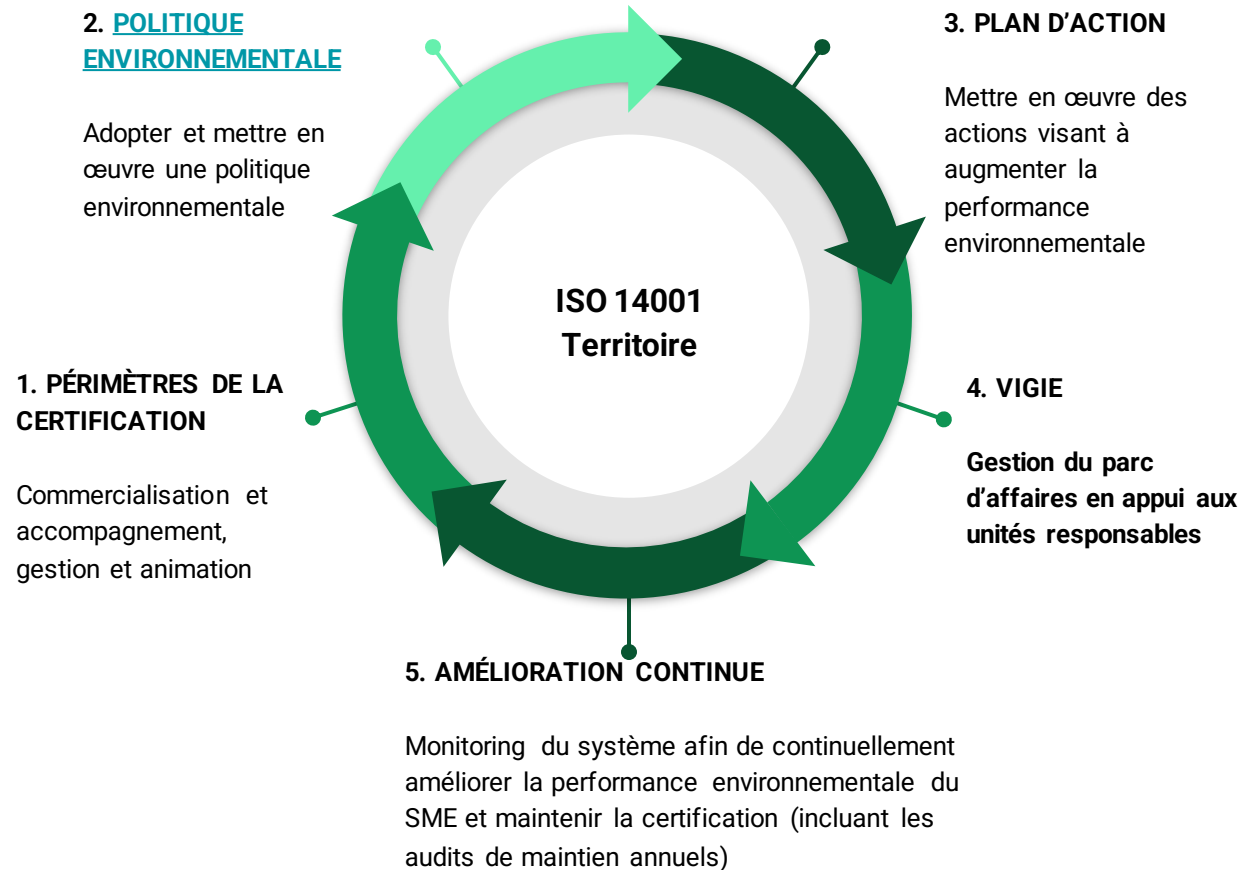 2. POLITIQUE
ENVIRONNEMENTALE
Adopter et mettre en
œuvre une politique
environnementale
3. PLAN D’ACTION
Mettre en œuvre des
actions visant à
augmenter la
performance
environnementale
ISO 14001
Territoire
1. PÉRIMÈTRES DE LA
CERTIFICATION
Commercialisation et
accompagnement,
gestion et animation
4. VIGIE
Gestion du parc
d’affaires en appui aux
unités responsables
5. AMÉLIORATION CONTINUE
Monitoring du système afin de continuellement
améliorer la performance environnementale du
SME et maintenir la certification (incluant les
audits de maintien annuels)